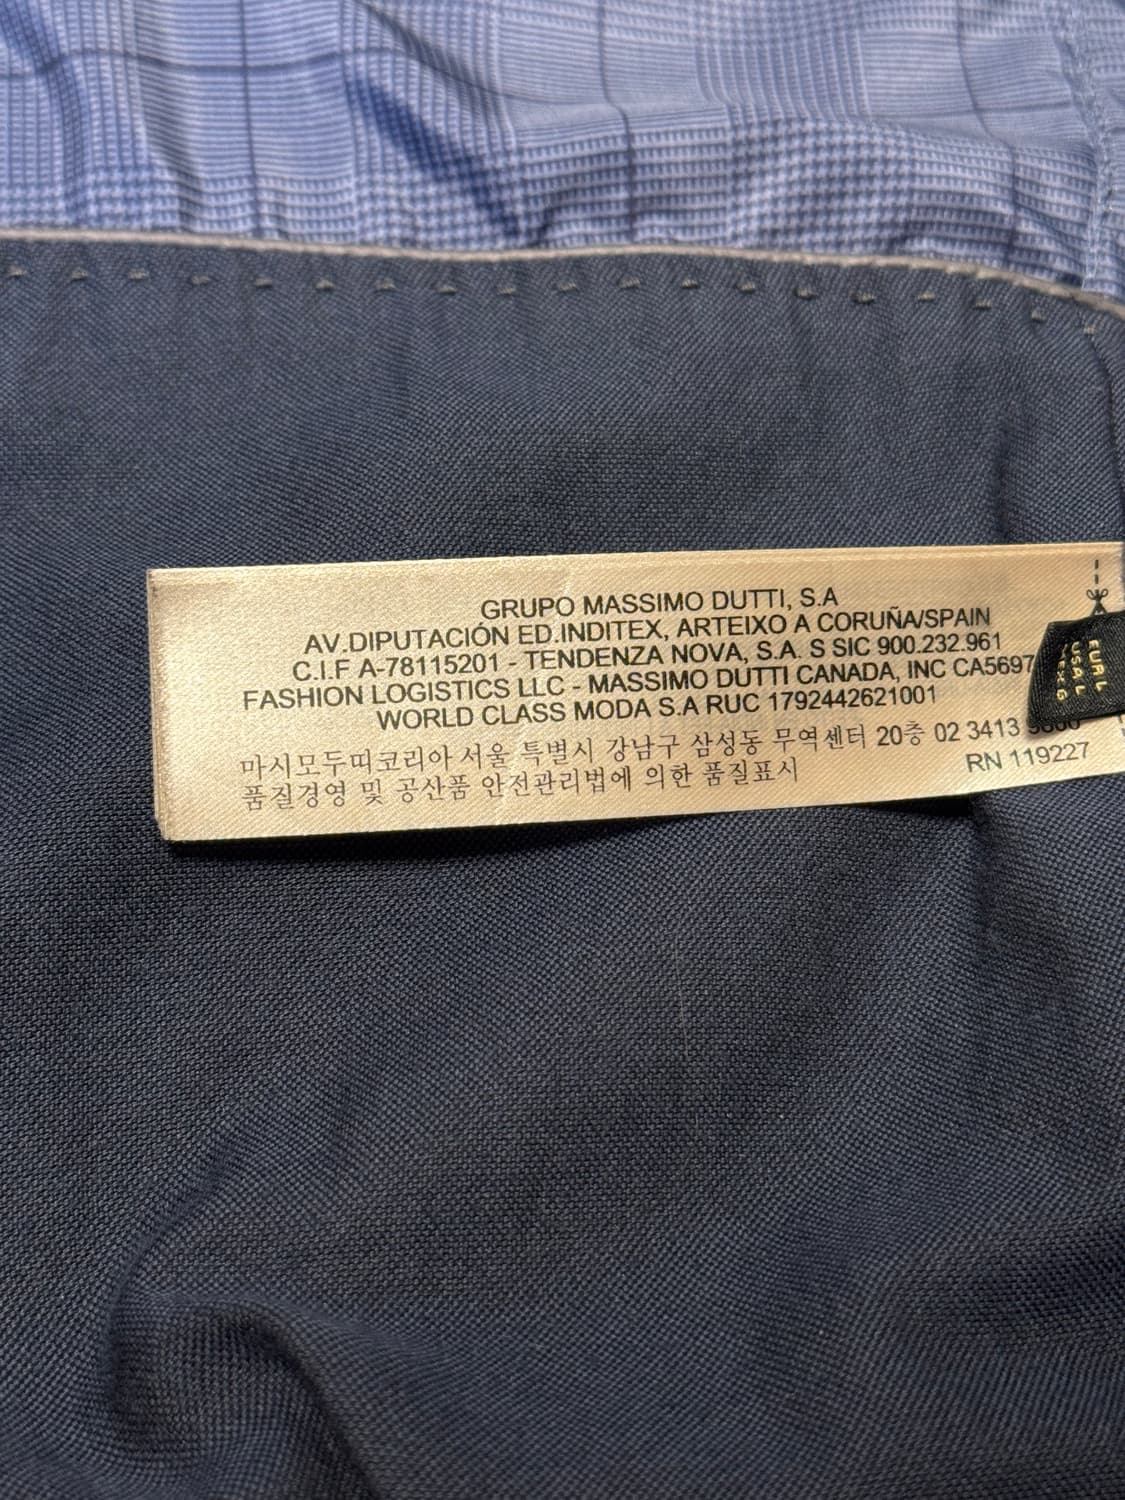 GRUPO MASSIMO DUTTI, S.A
AV.DIPUTACIÓN ED.INDITEX, ARTEIXO A CORUÑA/SPAIN
C.I.F A-78115201 - TENDENZA NOVA, S.A. S SIC 900.232.961
FASHION LOGISTICS LLC - MASSIMO DUTTI CANADA, INC CA5697
WORLD CLASS MODA S.A RUC 1792442621001
마시모두띠코리아 서울 특별시 강남구 삼성동 무역센터 20층 02 3413
품질경영 및 공산품 안전관리법에 의한 품질표시
RN 119227
EUR L
USA L